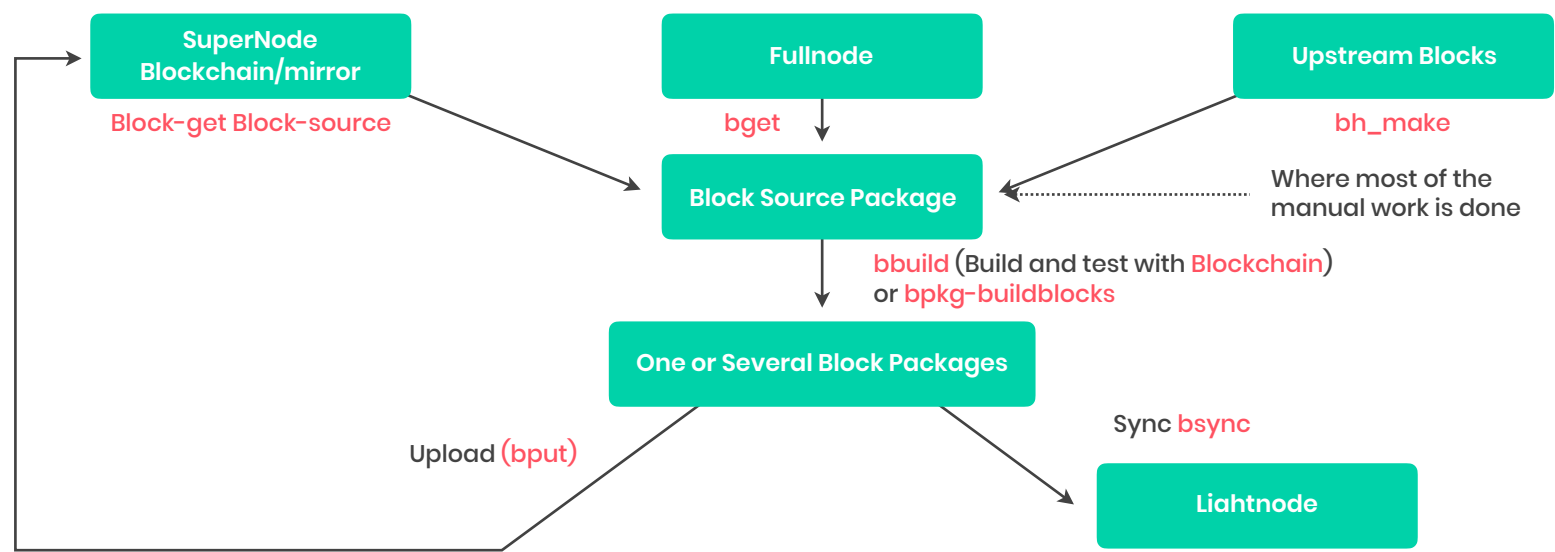 SuperNode
Blockchain/mirror
Fullnode
Upstream Blocks
Block-get Block-source
bget
bh_make
Block Source Package
Where most of the
manual work is done
bbuild (Build and test with Blockchain)
or bpkg-buildblocks
One or Several Block Packages
Upload (bput)
Sync bsync
Liahtnode